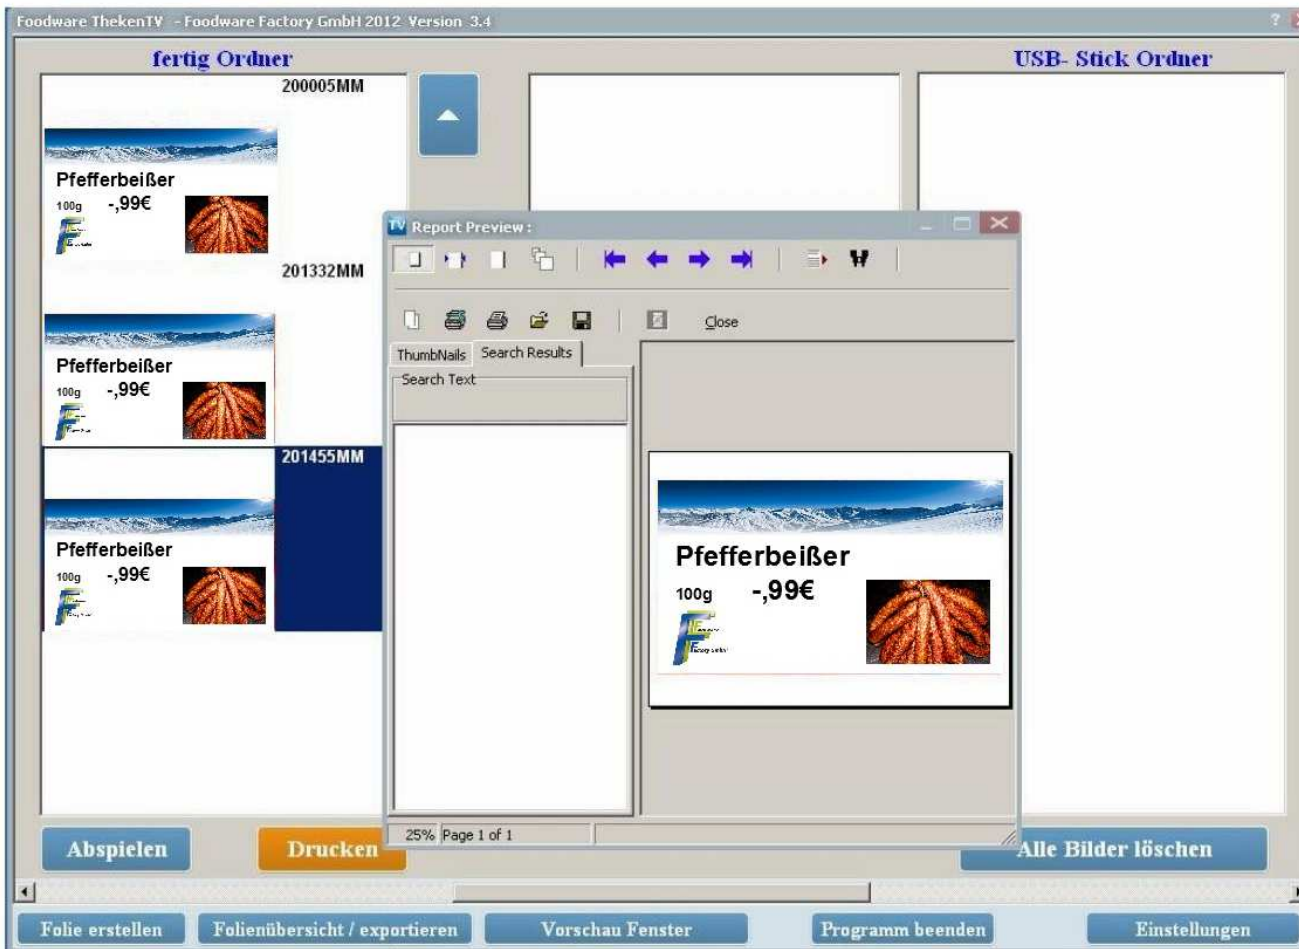 Foodware ThekenTV - Foodware Factory GmbH 2012 Version 3.4
fertig Ordner
USB- Stick Ordner
200005MM
Pfefferbeißer
100g -,99€
201332MM
Pfefferbeißer
100g -,99€
201455MM
Pfefferbeißer
100g -,99€
TV Report Preview :
Close
ThumbNails Search Results
Search Text
Pfefferbeißer
100g -,99€
25% Page 1 of 1
Abspielen
Drucken
Alle Bilder löschen
Folie erstellen
Folienübersicht / exportieren
Vorschau Fenster
Programm beenden
Einstellungen